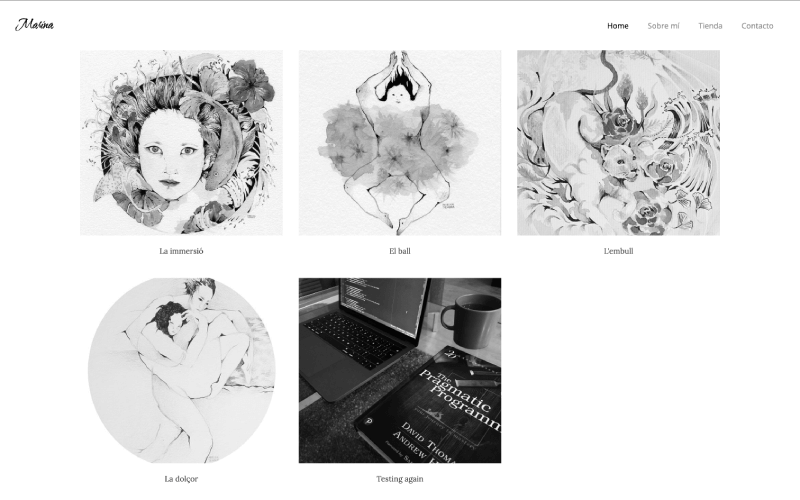 Marina
Home
Sobre mí
Tienda
Contacto
La immersió
El ball
L'embull
The
Pragmatic
Programm
DAVID THOMA
ANDREW H
La dolçor
Testing again